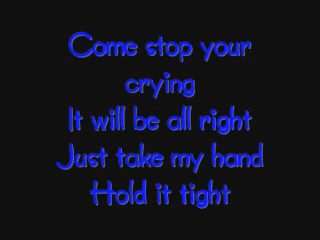 Come stop your
crying
It will be all right
Just take my hand
Hold it tight